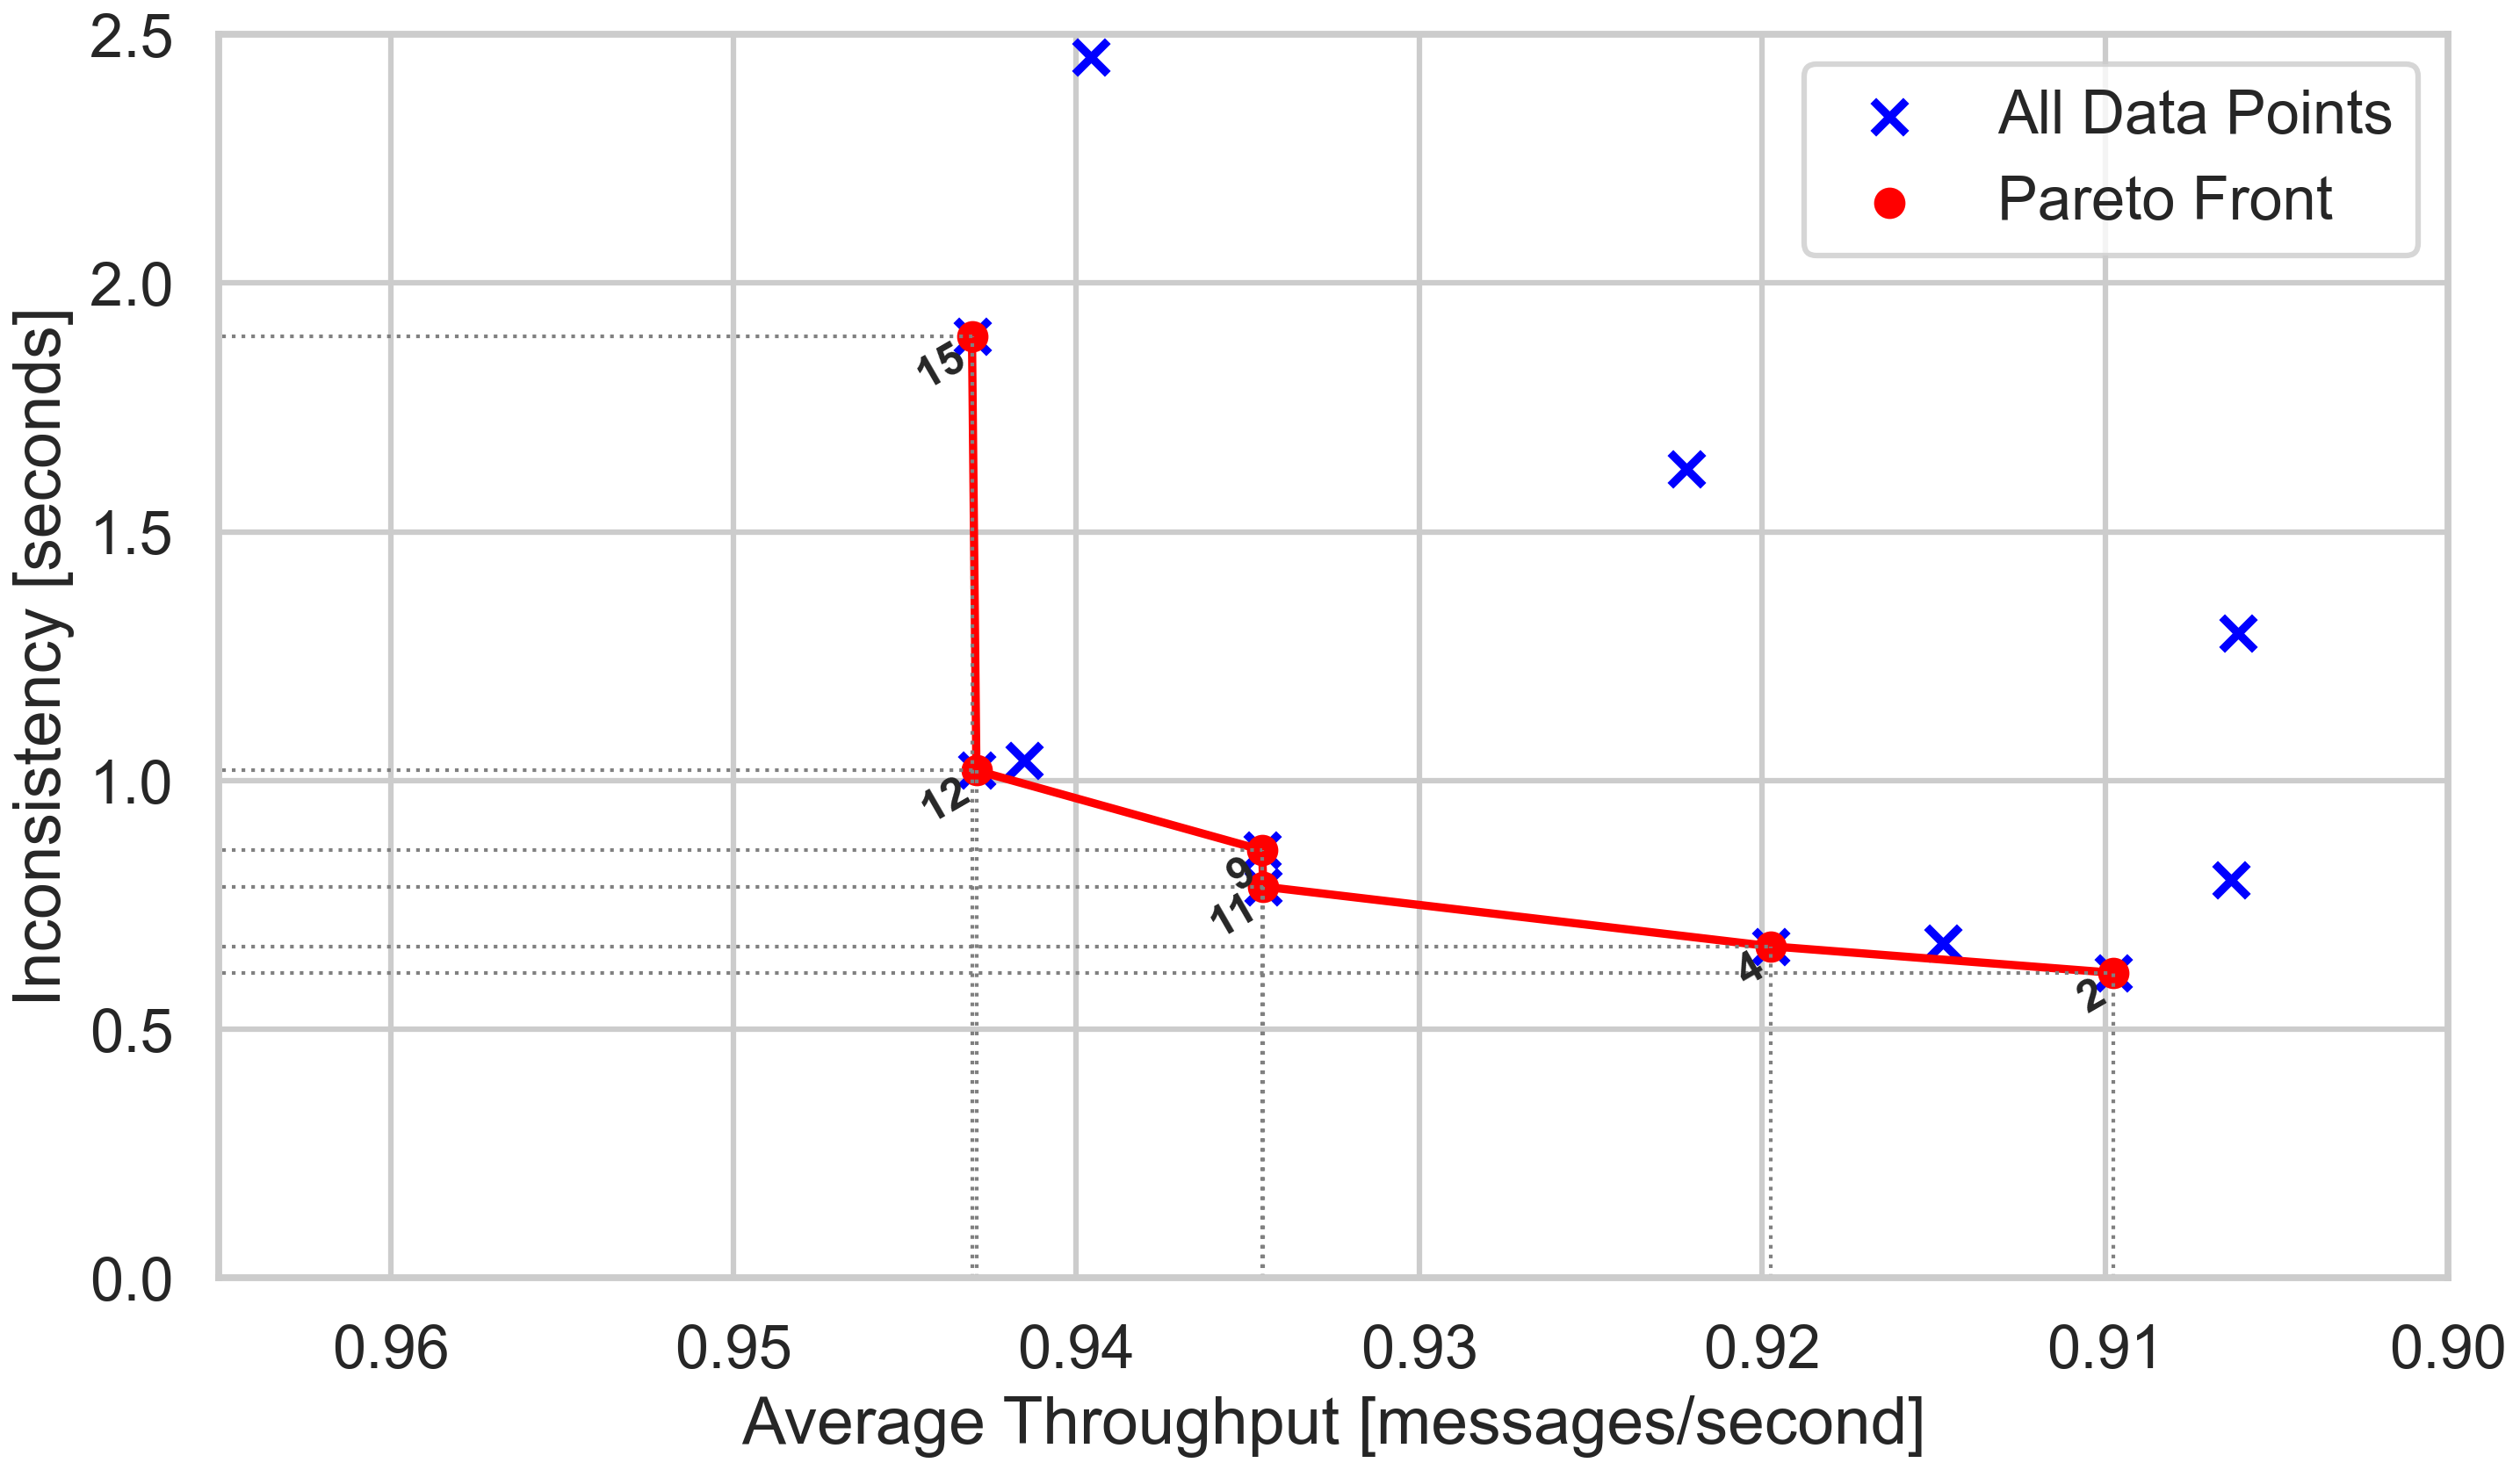 2.5
2.0
1.5
1.0
0.5
0.0
Inconsistency [seconds]
All Data Points
Pareto Front
15
12
9
11
4
2
0.96 0.95 0.94 0.93 0.92 0.91 0.90
Average Throughput [messages/second]